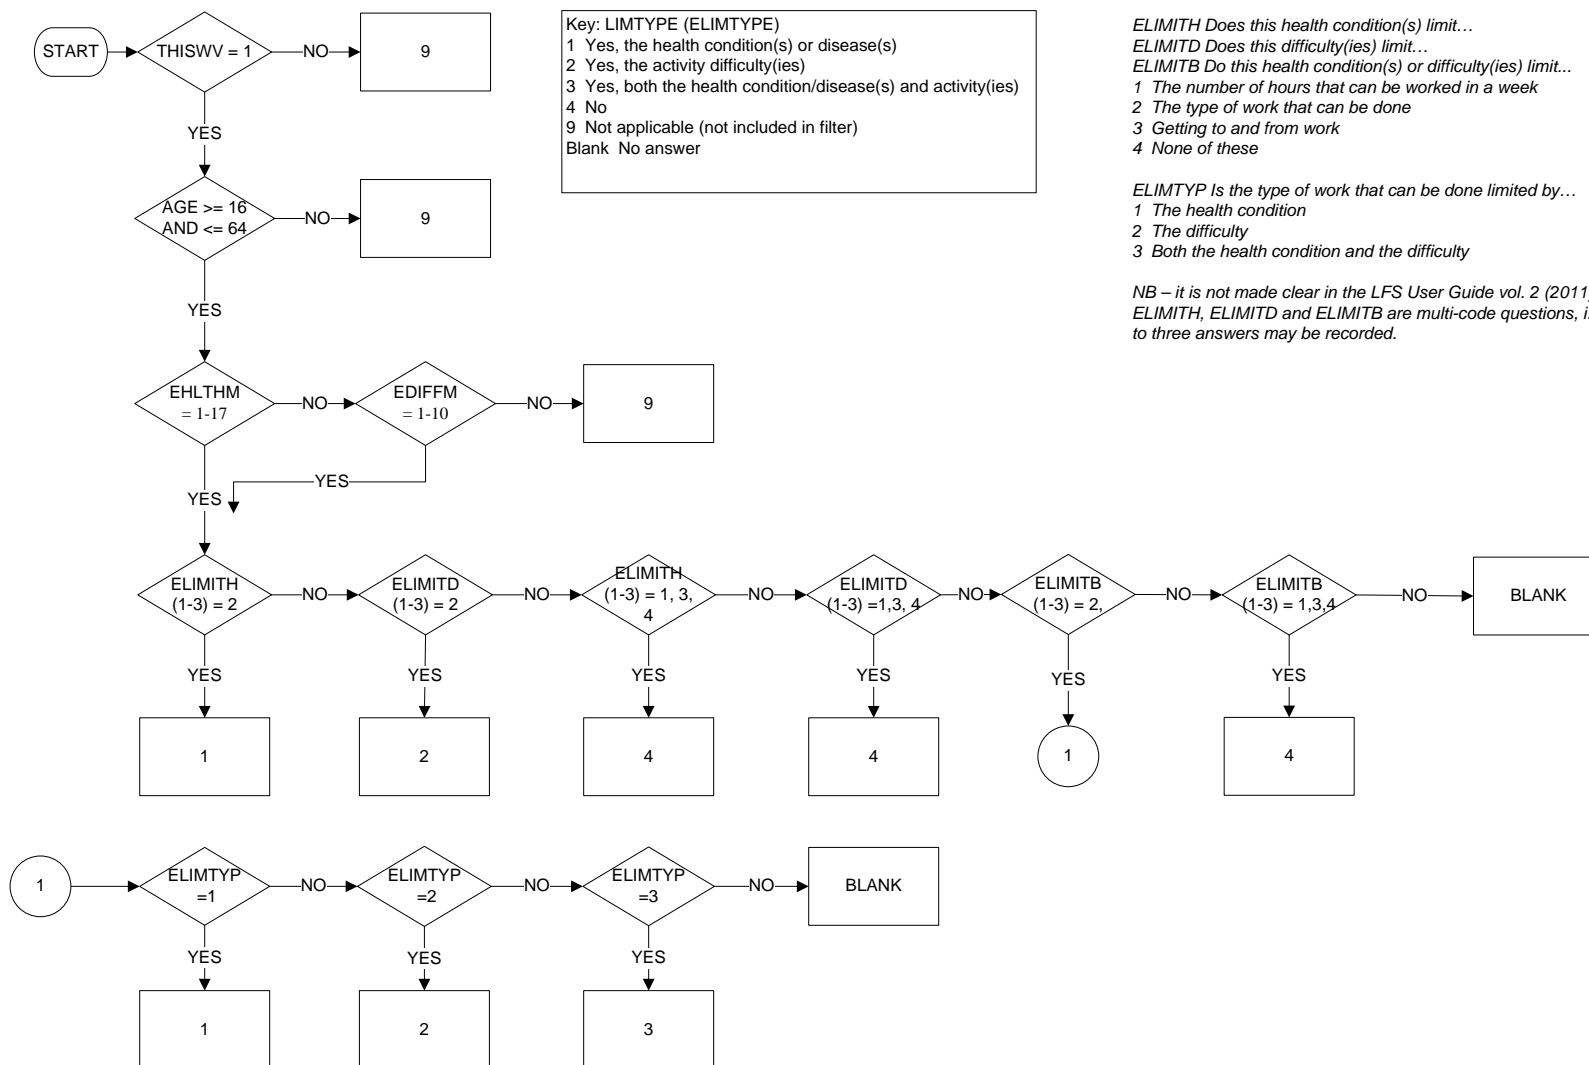 START
THISWV = 1
NO
9
Key: LIMTYPE (ELIMTYPE)
1 Yes, the health condition(s) or disease(s)
2 Yes, the activity difficulty(ies)
3 Yes, both the health condition/disease(s) and activity(ies)
4 No
9 Not applicable (not included in filter)
Blank No answer
ELIMITH Does this health condition(s) limit…
ELIMITD Does this difficulty(ies) limit…
ELIMITB Do this health condition(s) or difficulty(ies) limit...
1 The number of hours that can be worked in a week
2 The type of work that can be done
3 Getting to and from work
4 None of these
ELIMTYP Is the type of work that can be done limited by…
1 The health condition
2 The difficulty
3 Both the health condition and the difficulty
NB – it is not made clear in the LFS User Guide vol. 2 (2011)
ELIMITH, ELIMITD and ELIMITB are multi-code questions, i.
to three answers may be recorded.
YES
AGE >= 16
AND <= 64
NO
9
YES
EHLTHM
= 1-17
NO
EDIFFM
= 1-10
NO
9
YES
YES
ELIMITH
(1-3) = 2
NO
ELIMITD
(1-3) = 2
NO
ELIMITH
(1-3) = 1, 3,
4
NO
ELIMITD
(1-3) =1,3, 4
NO
ELIMITB
(1-3) = 2,
NO
ELIMITB
(1-3) = 1,3,4
NO
BLANK
YES
YES
YES
YES
YES
YES
1
2
4
4
1
4
1
ELIMTYP
=1
NO
ELIMTYP
=2
NO
ELIMTYP
=3
NO
BLANK
YES
YES
YES
1
2
3